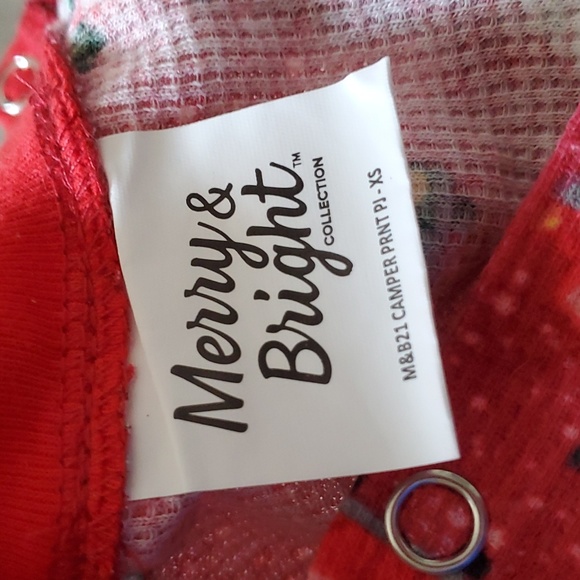 Merry &
Bright™
COLLECTION
M&B21 CAMPER PRNT PJ - XS